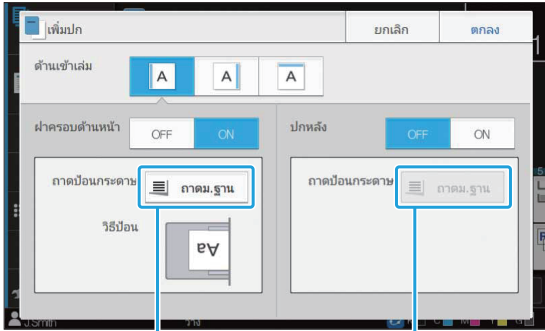 เพิ่มปก ยกเลิก ตกลง
ด้านเข้าเล่ม A A A
ฝาครอบด้านหน้า OFF ON ปกหลัง OFF ON
ถาดป้อนกระดาษ ถาดม.ฐาน ถาดป้อนกระดาษ ถาดม.ฐาน
วิธีป้อน
Aa
J.Smith ว่าง